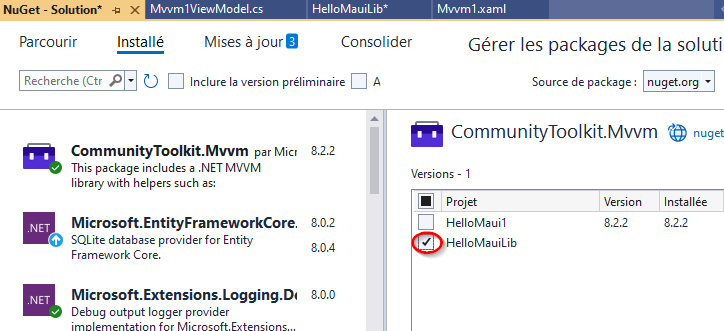 NuGet - Solution* Mvvm1ViewModel.cs HelloMauiLib* Mvvm1.xaml
Parcourir Installé Mises à jour 3 Consolider Gérer les packages de la soluti
Recherche (Ctr Inclure la version préliminaire A Source de package : nuget.org
CommunityToolkit.Mvvm par Micr 8.2.2
This package includes a .NET MVVM
library with helpers such as:
.NET Microsoft.EntityFrameworkCore. 8.0.2
SQLite database provider for Entity
Framework Core. 8.0.4
.NET Microsoft.Extensions.Logging.De 8.0.0
Debug output logger provider
implementation for Microsoft.Extensions...
CommunityToolkit.Mvvm nuget
Versions - 1
Projet Version Installée
HelloMaui1 8.2.2 8.2.2
HelloMauiLib